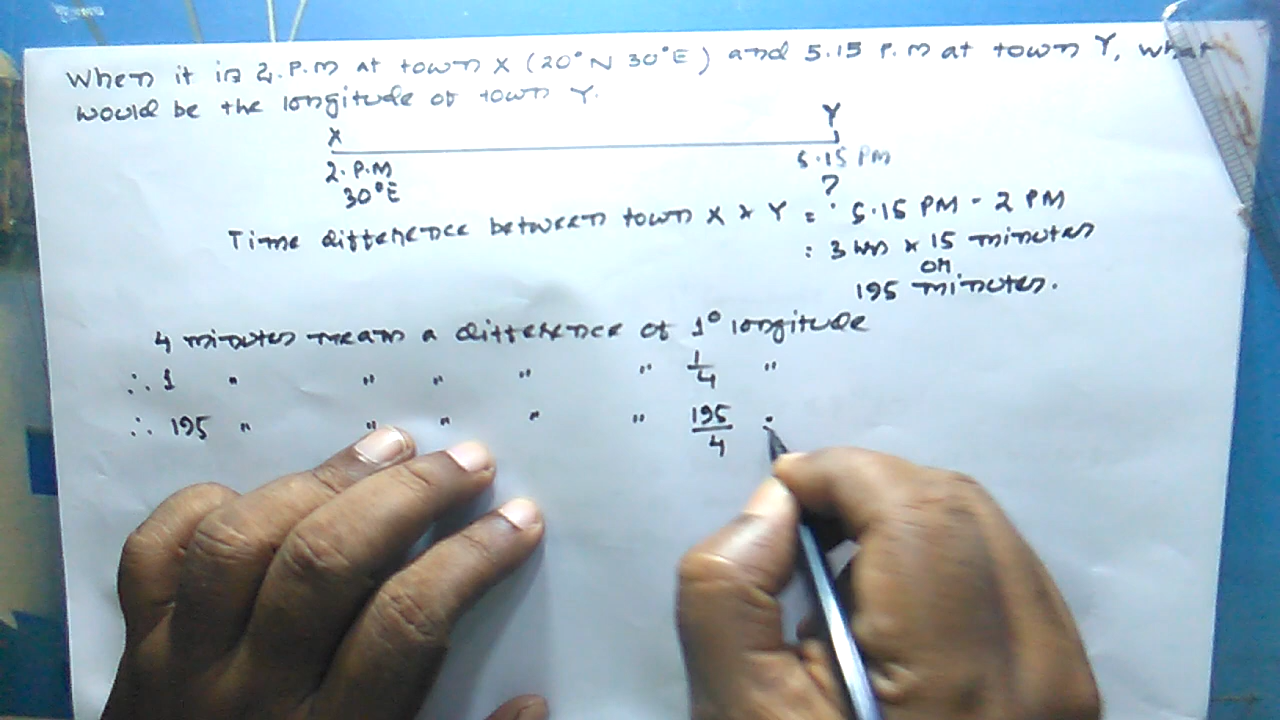 When it is 2. P.M at town X (20°N 30°E) and 5.15 P.M at town Y, what
would be the longitude of town Y.
X Y
2. P.M 5.15 PM
30°E ?
Time difference between town X & Y = 5.15 PM - 2 PM
= 3 hrs & 15 minutes
or
195 minutes.
4 minutes mean a difference of 1° longitude
∴ 1 " " " " " 1/4 "
∴ 195 " " " " " 195/4 "